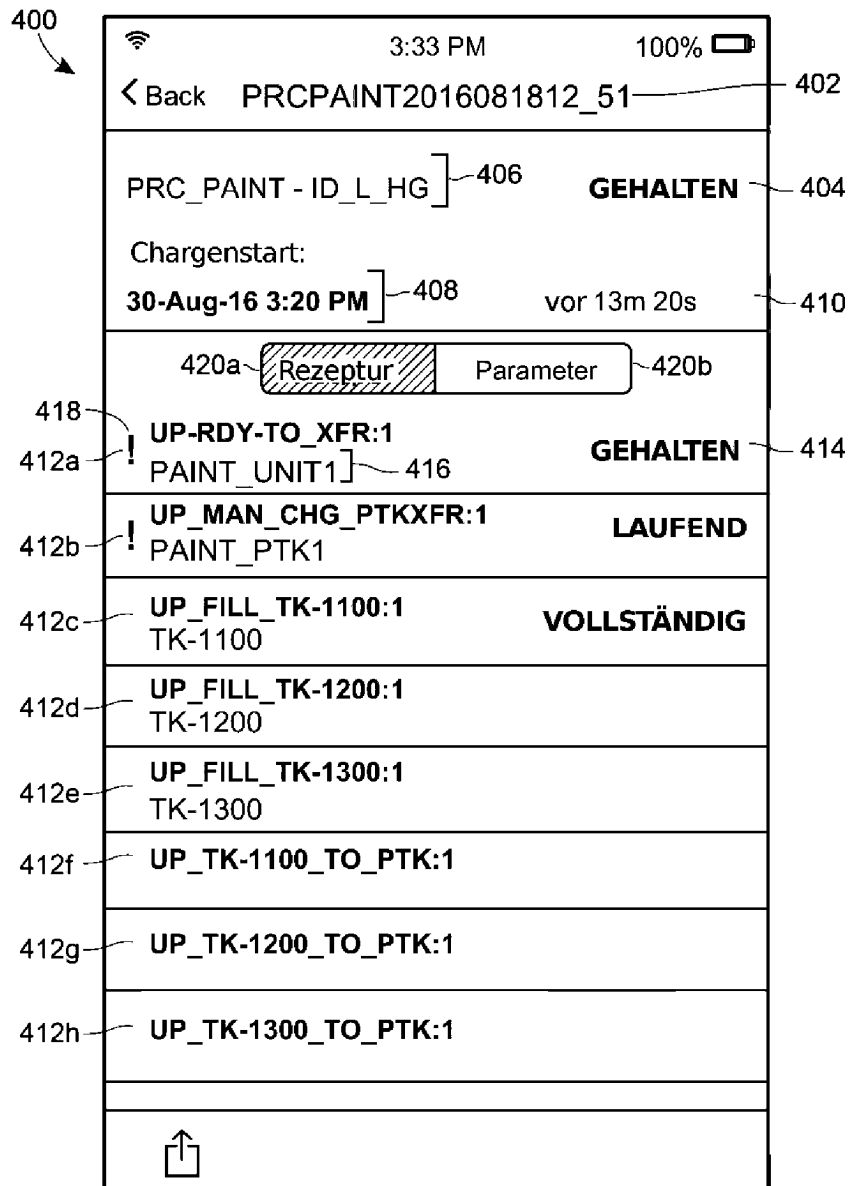 400
3:33 PM 100%
Back PRCPAINT2016081812_51 402
PRC_PAINT - ID_L_HG 406 GEHALTEN 404
Chargenstart:
30-Aug-16 3:20 PM 408 vor 13m 20s 410
420a Rezeptur Parameter 420b
418
412a ! UP-RDY-TO_XFR:1
PAINT_UNIT1 416 GEHALTEN 414
412b ! UP_MAN_CHG_PTKXFR:1 LAUFEND
PAINT_PTK1
412c UP_FILL_TK-1100:1 VOLLSTÄNDIG
TK-1100
412d UP_FILL_TK-1200:1
TK-1200
412e UP_FILL_TK-1300:1
TK-1300
412f UP_TK-1100_TO_PTK:1
412g UP_TK-1200_TO_PTK:1
412h UP_TK-1300_TO_PTK:1